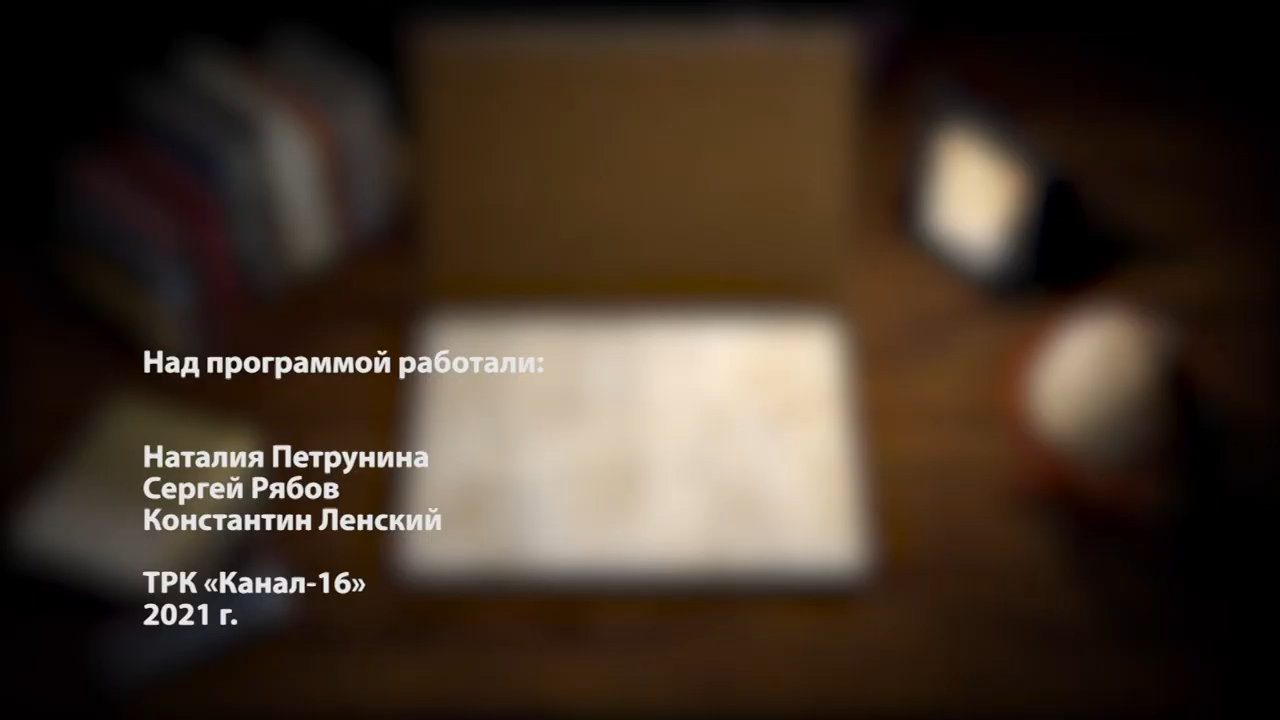 Над программой работали:
Наталия Петрунина
Сергей Рябов
Константин Ленский
ТРК «Канал-16»
2021 г.